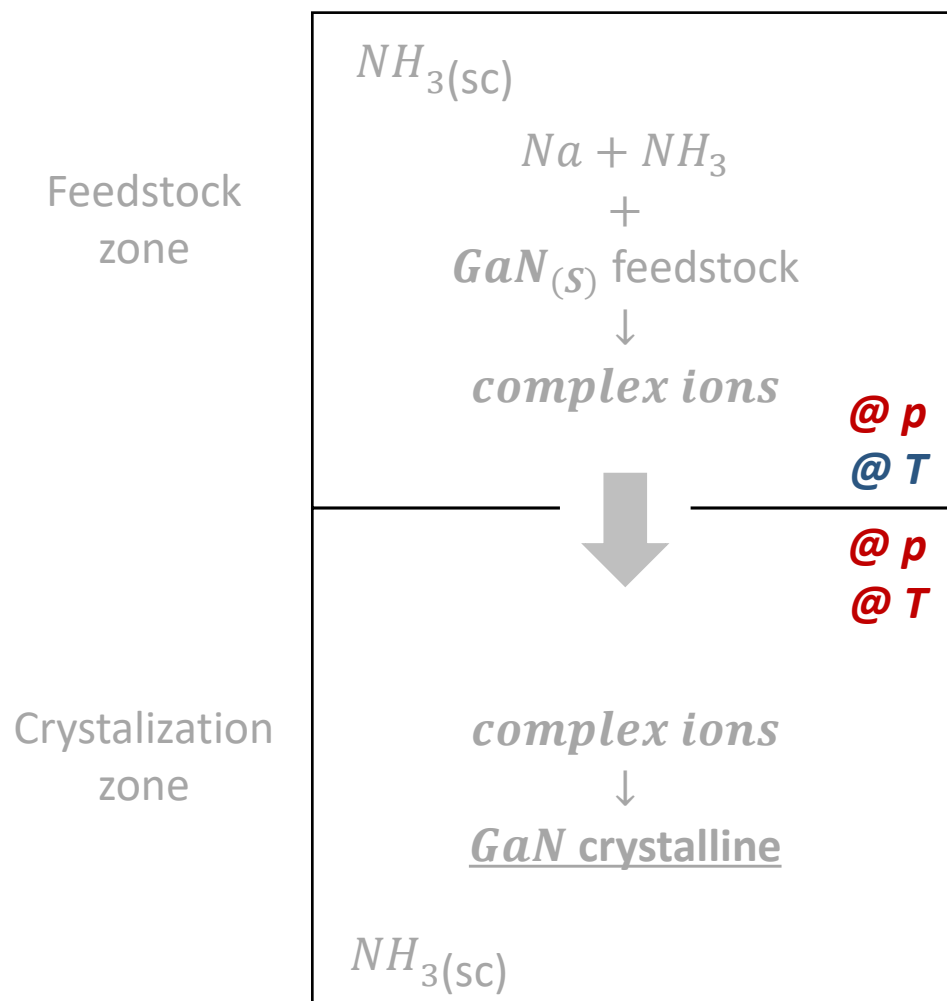 NH₃(sc)
Na + NH₃
+
Feedstock
zone
GaN(S) feedstock
↓
complex ions
@ p
@ T
@ p
@ T
Crystalization
zone
complex ions
↓
GaN crystalline
NH₃(sc)